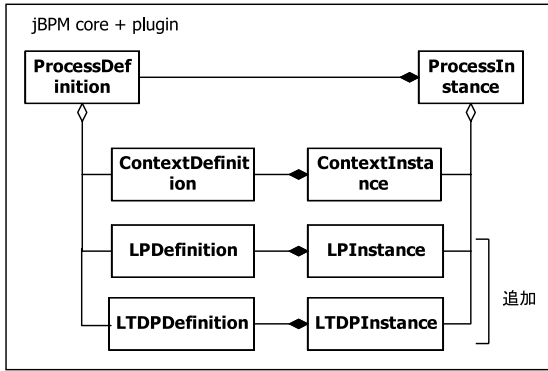 jBPM core + plugin
ProcessDef
inition
ProcessIn
stance
ContextDefinit
ion
ContextInsta
nce
LPDefinition
LPInstance
追加
LTDPDefinition
LTDPInstance